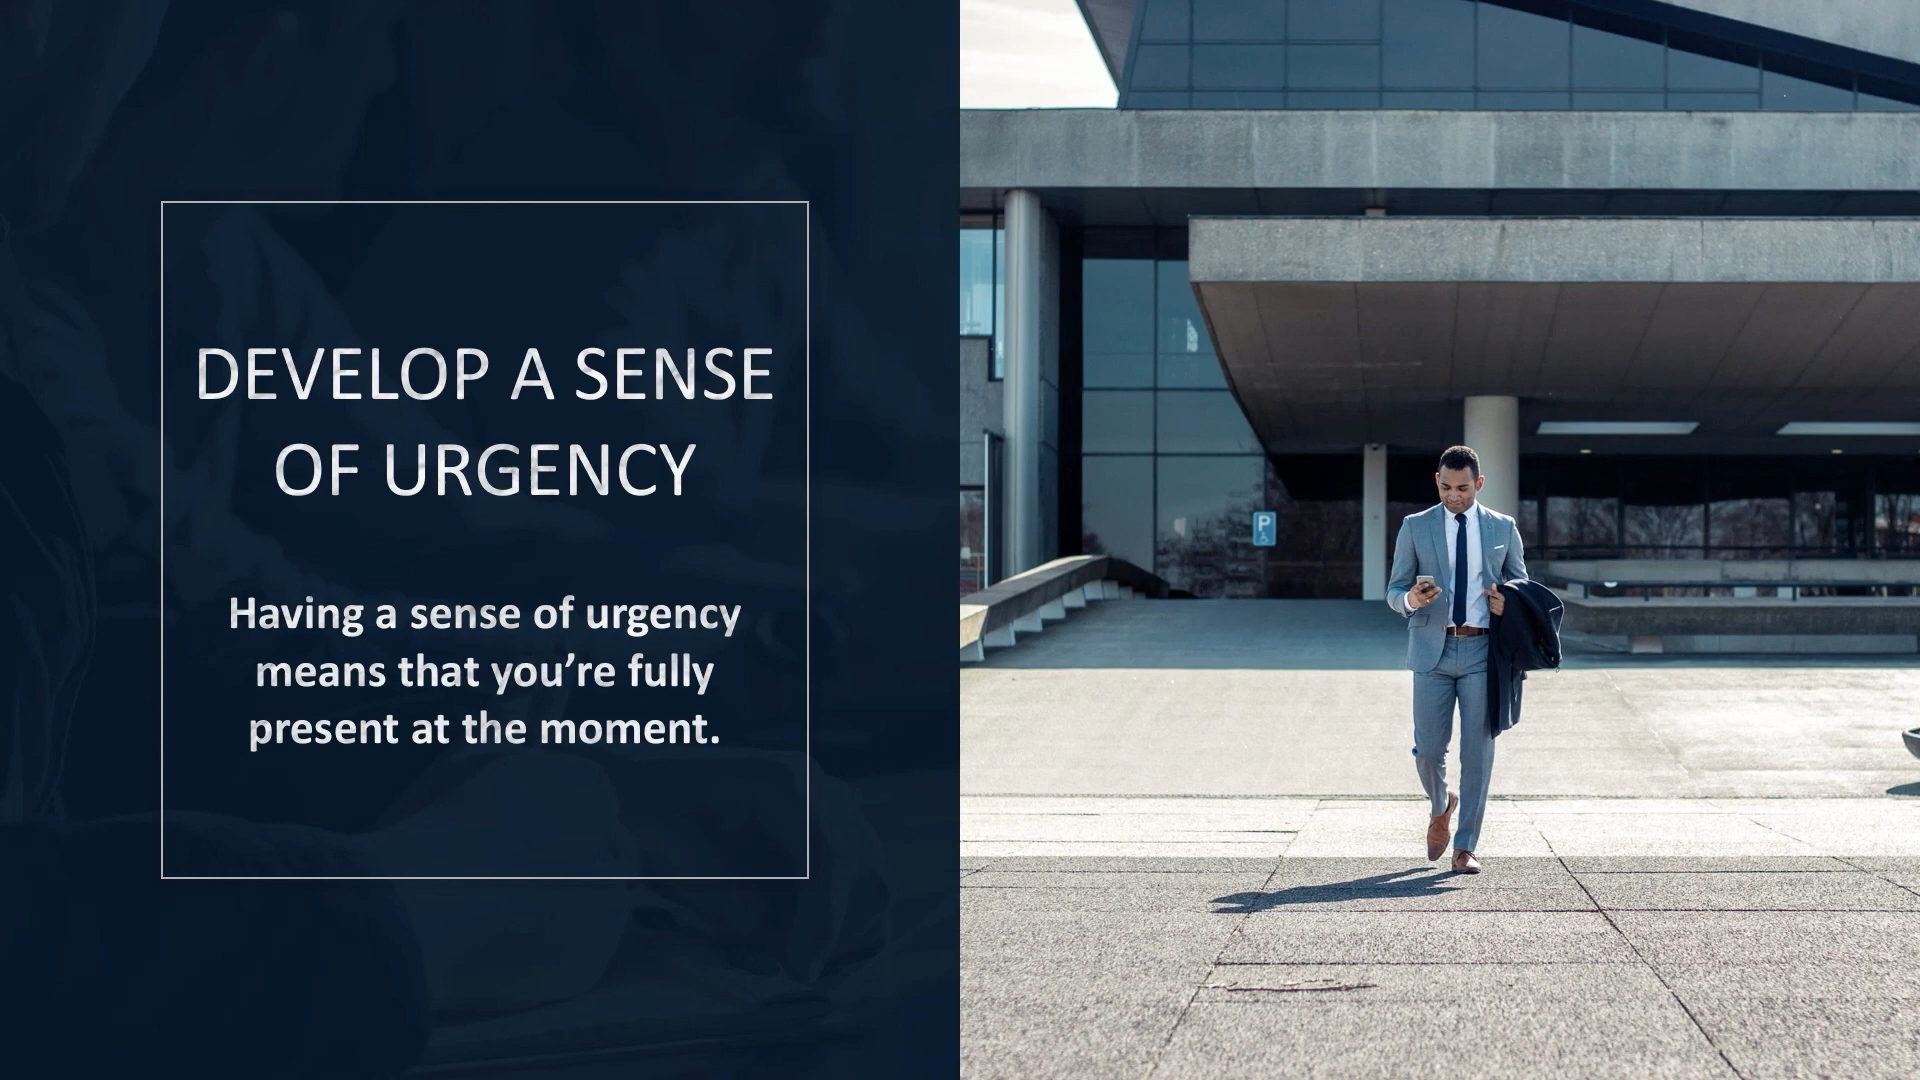 DEVELOP A SENSE
OF URGENCY
Having a sense of urgency
means that you’re fully
present at the moment.
P